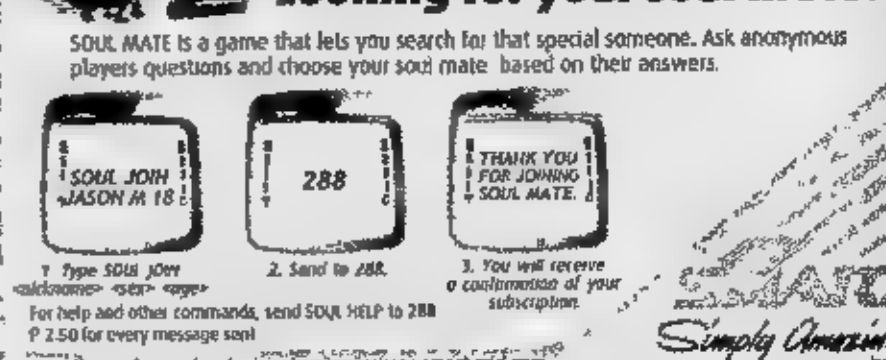 Looking for your soul
SOUL MATE is a game that lets you search for that special someone. Ask anonymous
players questions and choose your soul mate based on their answers.
SOUL JOIN
JASON M 18
288
THANK YOU
FOR JOINING
SOUL MATE.
1 Type SOUL JOIN
<nickname> <sex> <age>
2. Send to 288.
3. You will receive
a confirmation of your
subscription.
For help and other commands, send SOUL HELP to 288
P 2.50 for every message sent
Simply Amazin